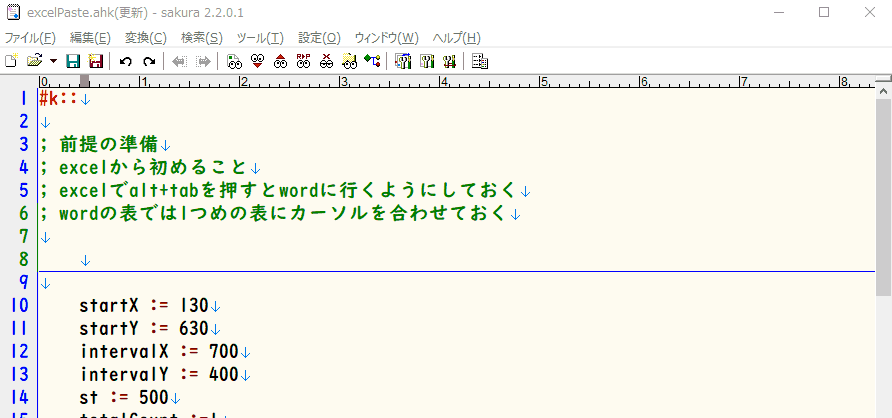 excelPaste.ahk(更新) - sakura 2.2.0.1
ファイル(F) 編集(E) 変換(C) 検索(S) ツール(T) 設定(O) ウィンドウ(W) ヘルプ(H)
0 1 2 3 4 5 6 7 8
1 #k::↓
2 ↓
3 ; 前提の準備↓
4 ; excelから初めること↓
5 ; excelでalt+tabを押すとwordに行くようにしておく↓
6 ; wordの表では1つめの表にカーソルを合わせておく↓
7 ↓
8 ↓
9 ↓
10 startX := 130↓
11 startY := 630↓
12 intervalX := 700↓
13 intervalY := 400↓
14 st := 500↓
15 totalCount :=1↓